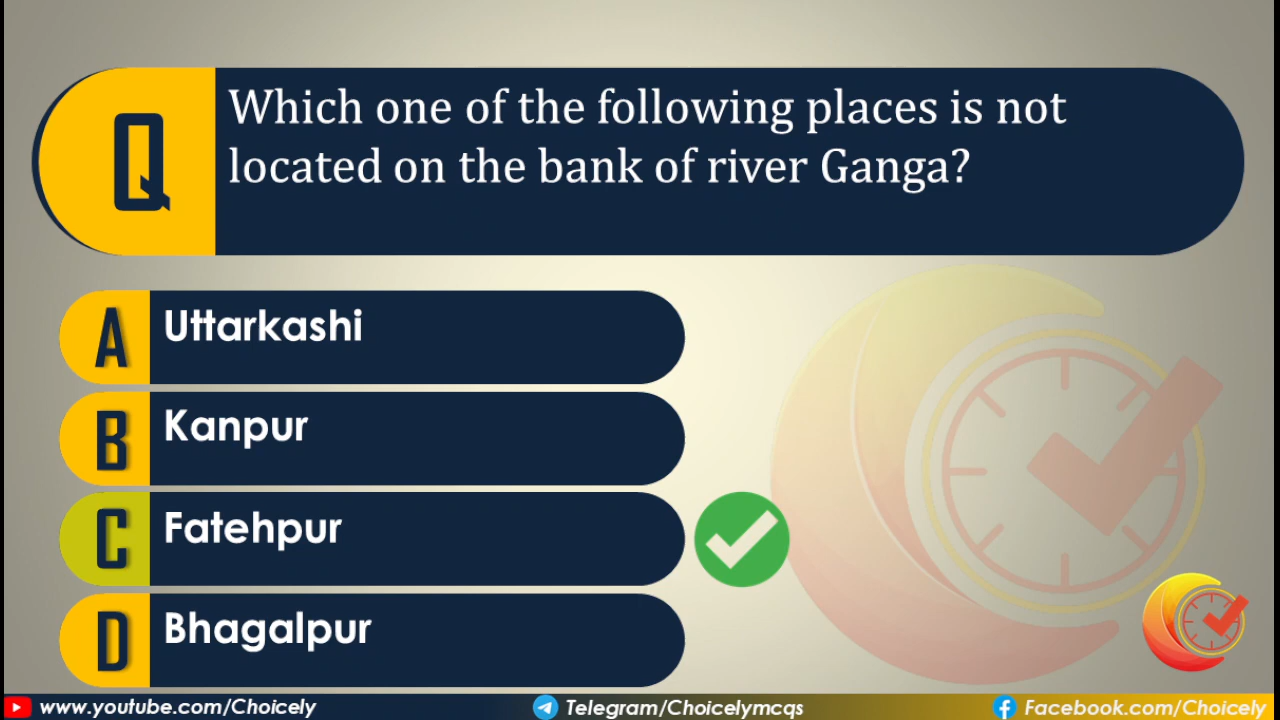 Q
Which one of the following places is not
located on the bank of river Ganga?
A
Uttarkashi
B
Kanpur
C
Fatehpur
D
Bhagalpur
www.youtube.com/Choicely
Telegram/Choicelymcqs
Facebook.com/Choicely